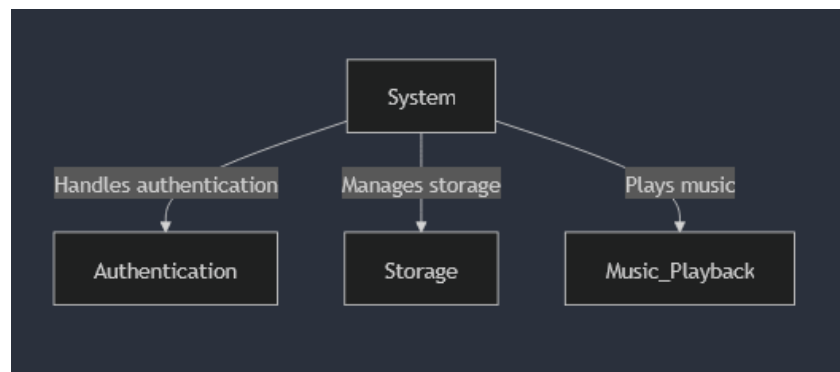 System
Handles authentication
Manages storage
Plays music
Authentication
Storage
Music_Playback